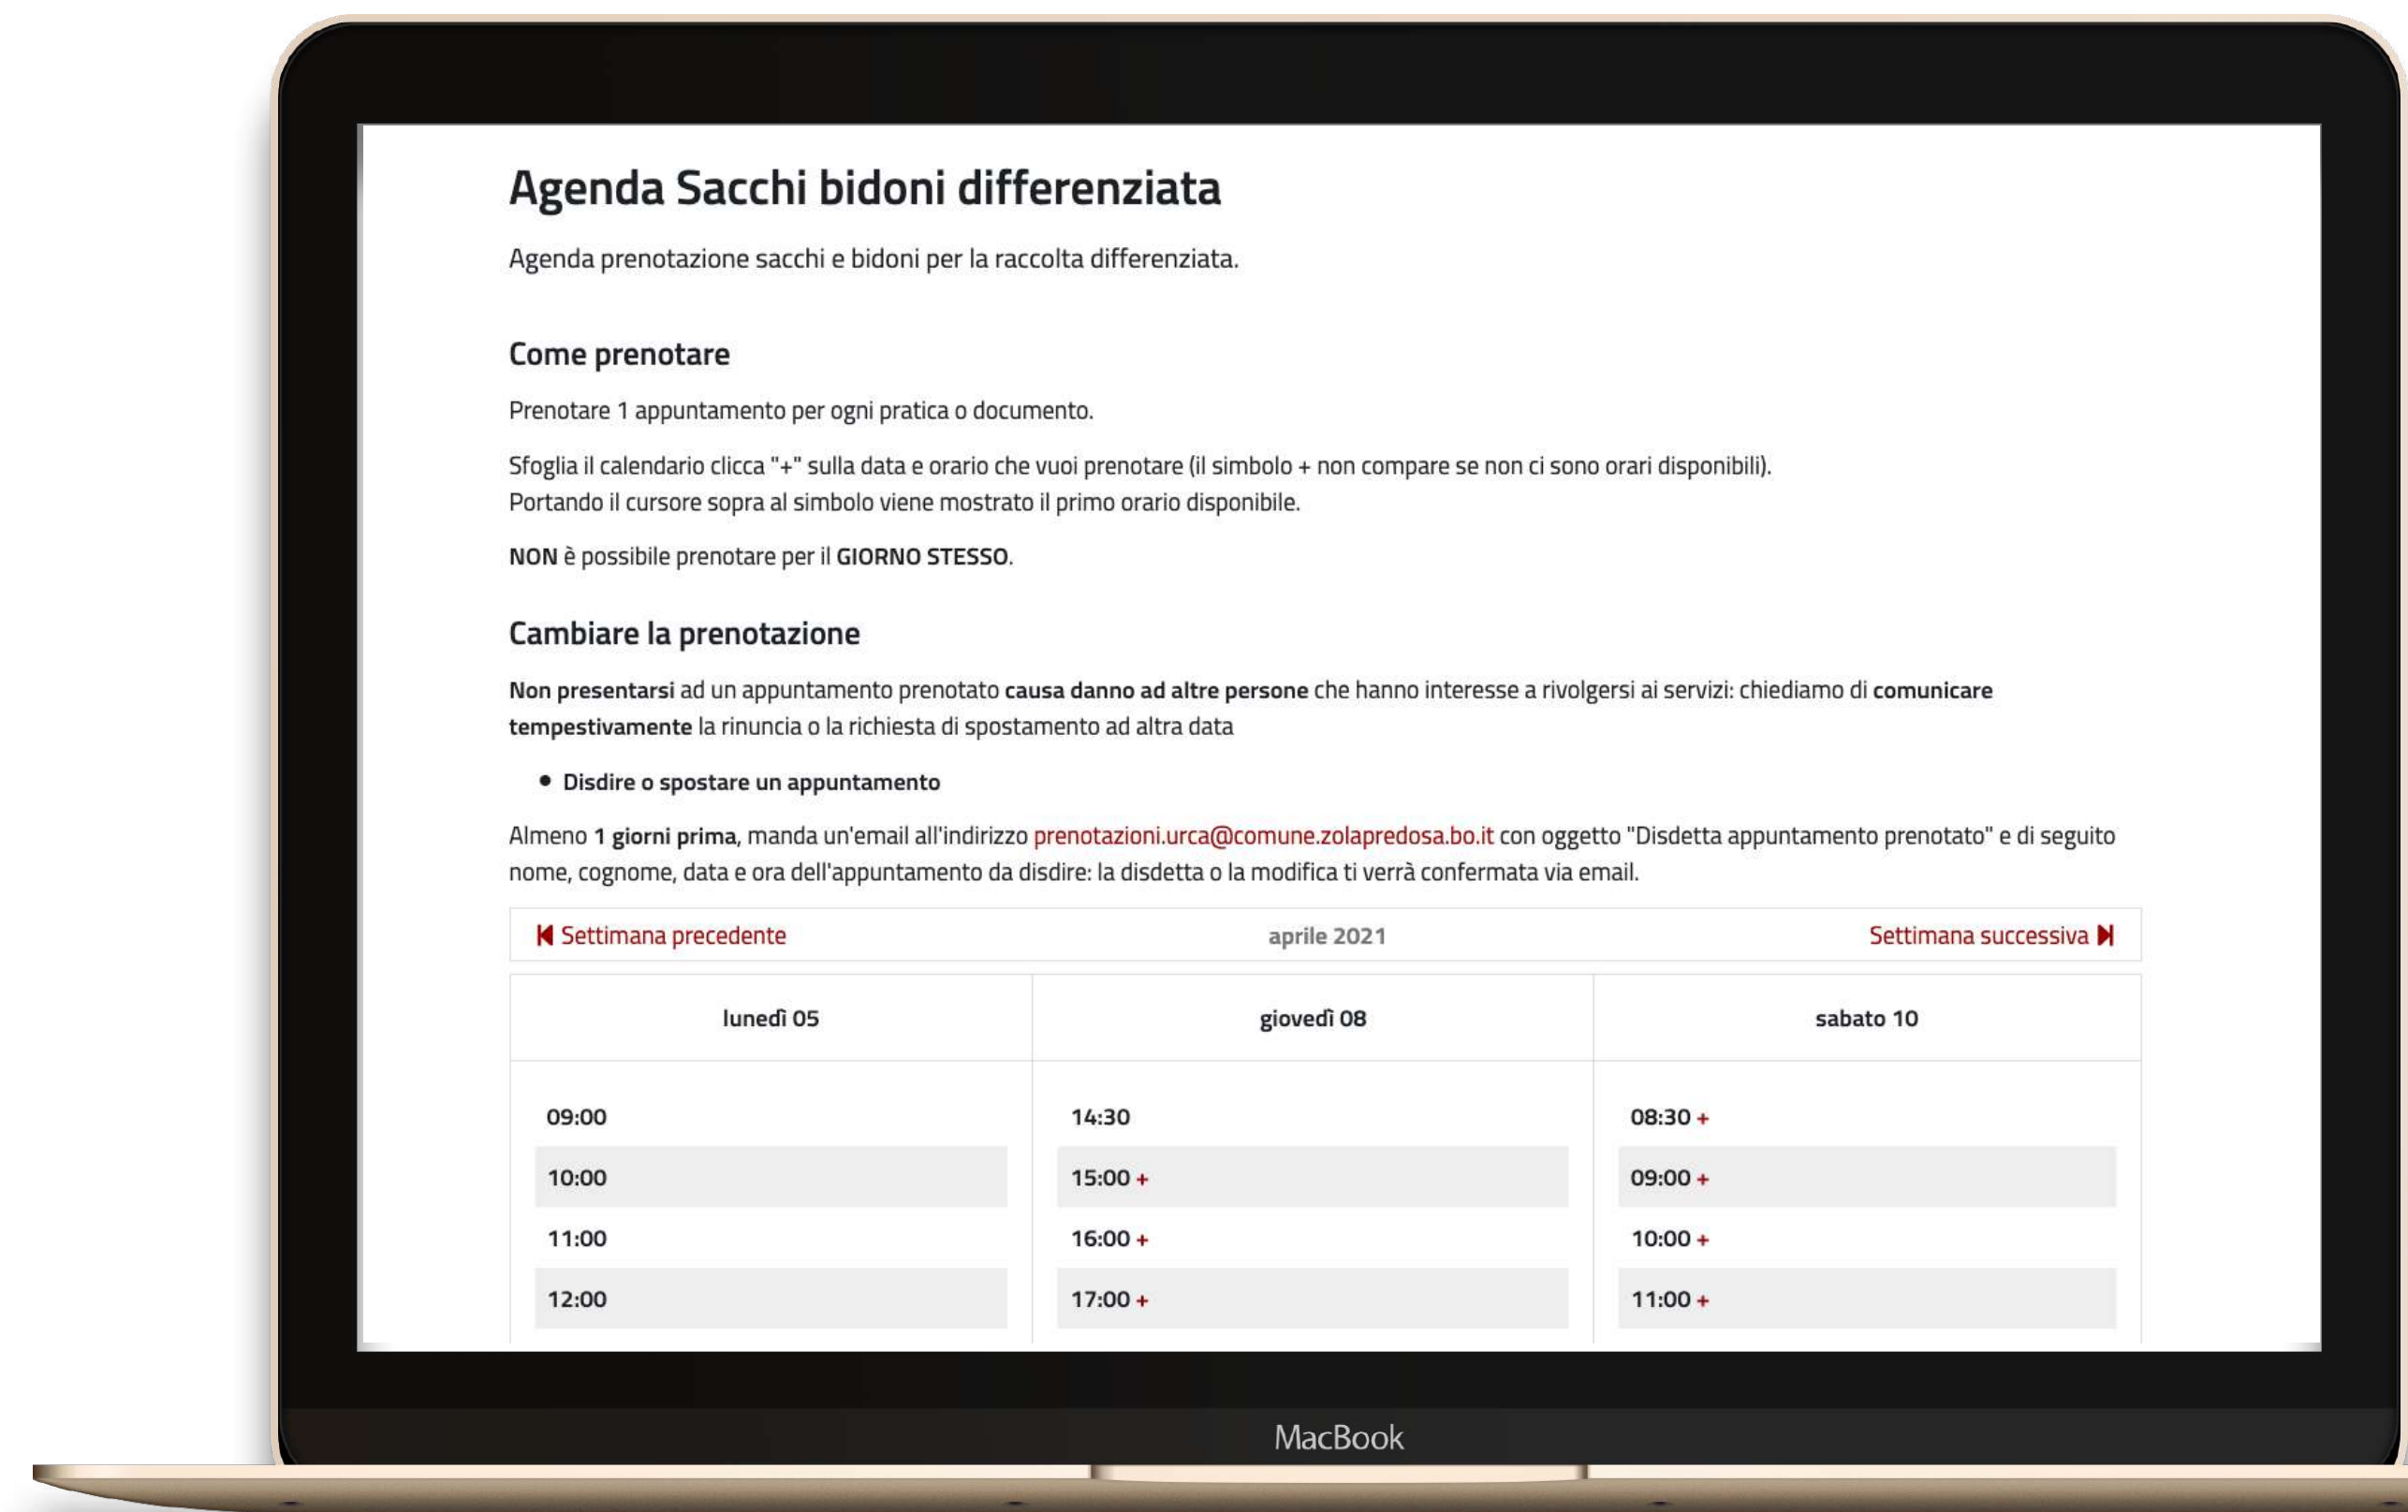 Agenda Sacchi bidoni differenziata
Agenda prenotazione sacchi e bidoni per la raccolta differenziata.
Come prenotare
Prenotare 1 appuntamento per ogni pratica o documento.
Sfoglia il calendario clicca "+" sulla data e orario che vuoi prenotare (il simbolo + non compare se non ci sono orari disponibili).
Portando il cursore sopra al simbolo viene mostrato il primo orario disponibile.
NON è possibile prenotare per il GIORNO STESSO.
Cambiare la prenotazione
Non presentarsi ad un appuntamento prenotato causa danno ad altre persone che hanno interesse a rivolgersi ai servizi: chiediamo di comunicare
tempestivamente la rinuncia o la richiesta di spostamento ad altra data
• Disdire o spostare un appuntamento
Almeno 1 giorni prima, manda un'email all'indirizzo prenotazioni.urca@comune.zolapredosa.bo.it con oggetto "Disdetta appuntamento prenotato" e di seguito
nome, cognome, data e ora dell'appuntamento da disdire: la disdetta o la modifica ti verrà confermata via email.
Settimana precedente aprile 2021 Settimana successiva
lunedì 05 giovedì 08 sabato 10
09:00 14:30 08:30 +
10:00 15:00 + 09:00 +
11:00 16:00 + 10:00 +
12:00 17:00 + 11:00 +
MacBook